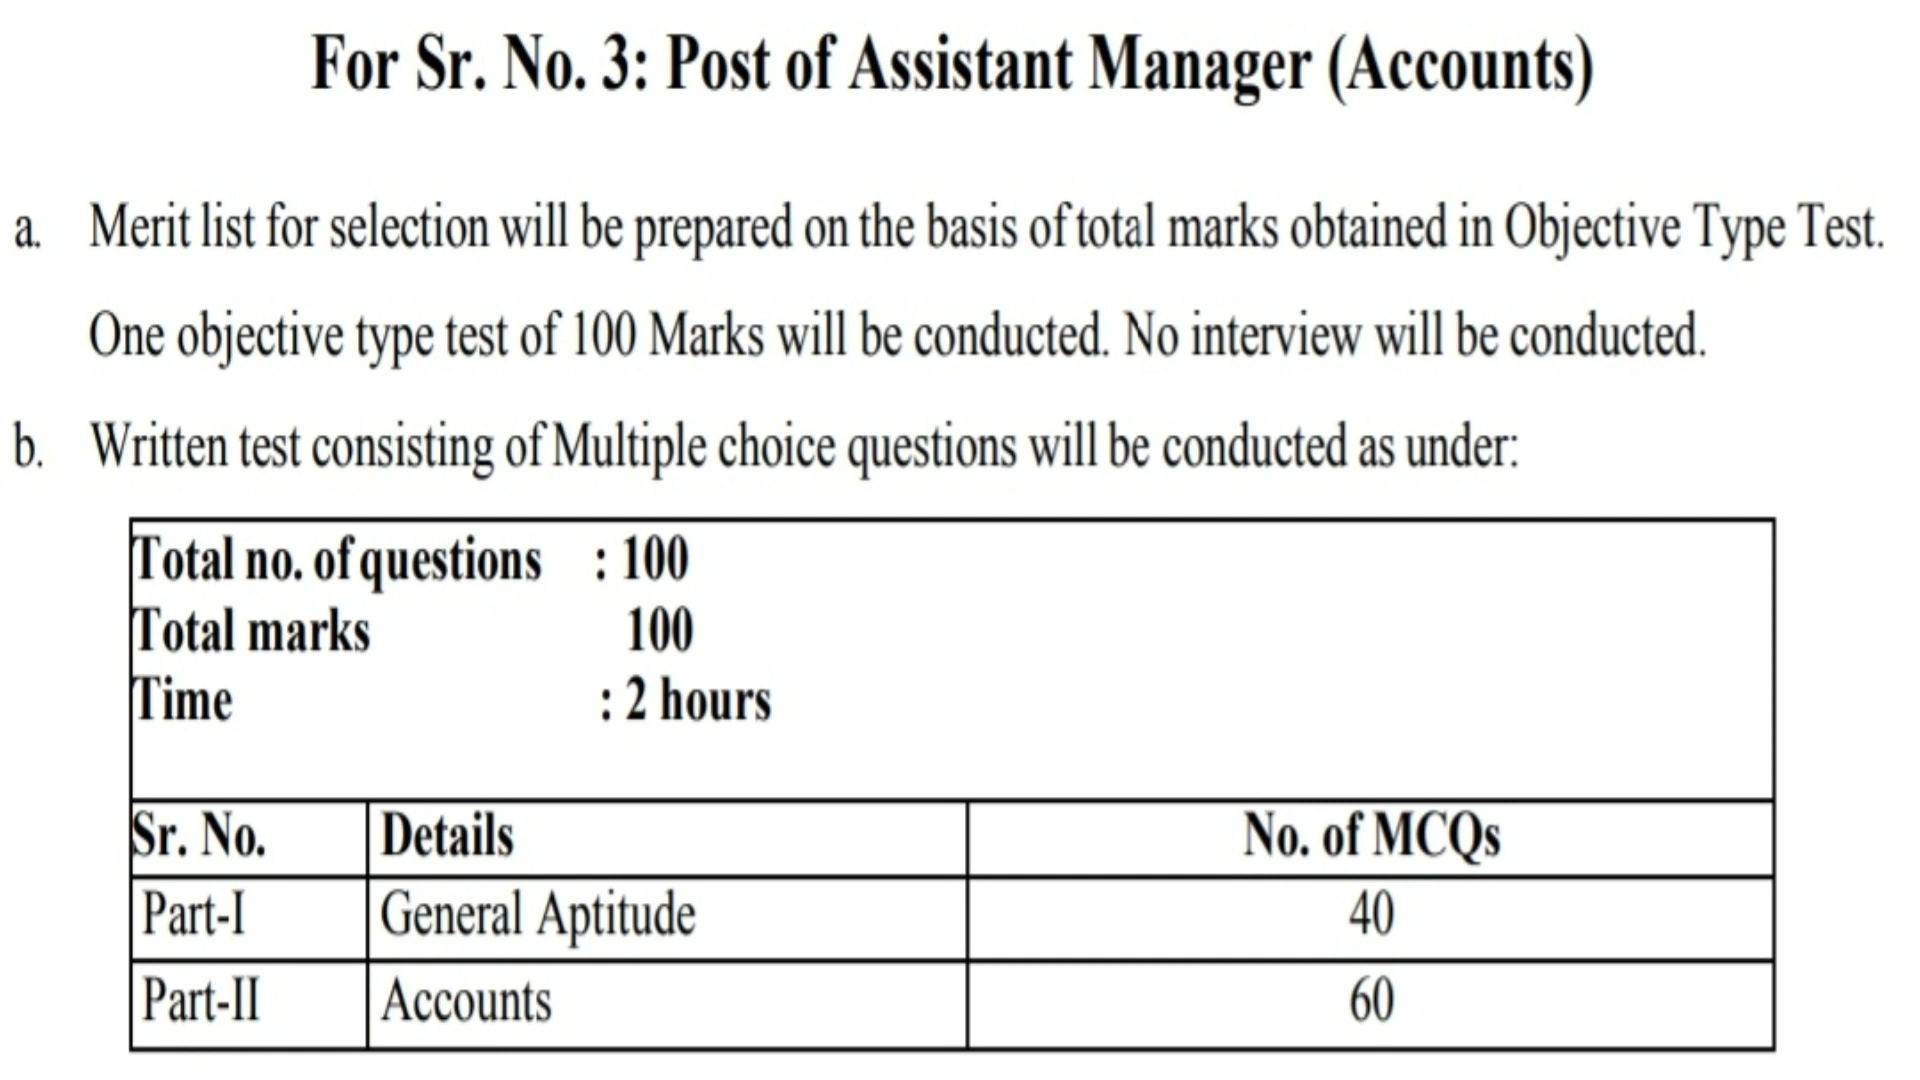 For Sr. No. 3: Post of Assistant Manager (Accounts)
a. Merit list for selection will be prepared on the basis of total marks obtained in Objective Type Test.
One objective type test of 100 Marks will be conducted. No interview will be conducted.
b. Written test consisting of Multiple choice questions will be conducted as under:
Total no. of questions : 100
Total marks 100
Time : 2 hours
Sr. No. Details No. of MCQs
Part-I General Aptitude 40
Part-II Accounts 60